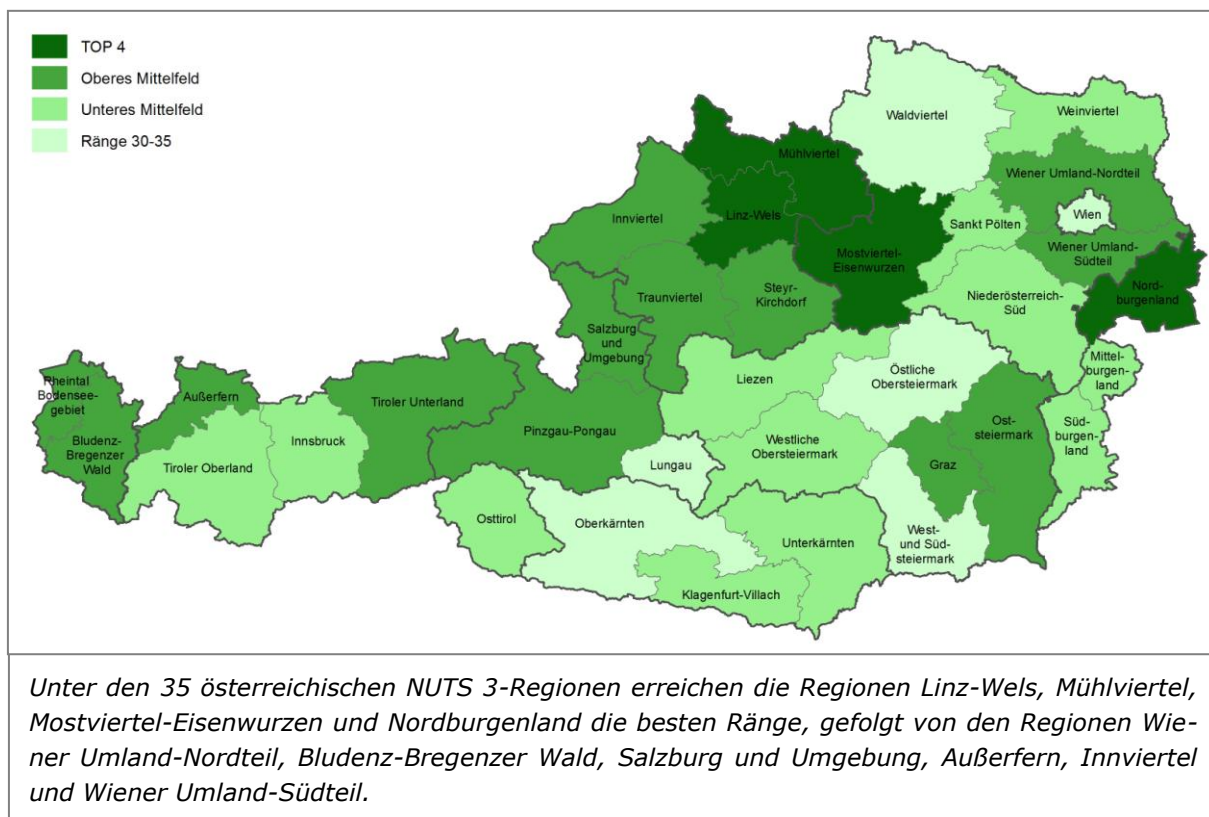 TOP 4
Oberes Mittelfeld
Unteres Mittelfeld
Ränge 30-35
Waldviertel
Weinviertel
Mühlviertel
Wiener Umland-Nordteil
Innviertel
Linz-Wels
Wien
Sankt Pölten
Mostviertel-
Eisenwurzen
Wiener Umland-
Südteil
Nord-
burgenland
Traunviertel
Steyr-
Kirchdorf
Niederösterreich-
Süd
Salzburg
und
Umgebung
Mittel-
burgen-
land
Östliche
Obersteiermark
Liezen
Rheintal
Bodensee-
gebiet
Außerfern
Tiroler Unterland
Ost-
steiermark
Süd-
burgen-
land
Pinzgau-Pongau
Bludenz-
Bregenzer
Wald
Innsbruck
Westliche
Obersteiermark
Tiroler Oberland
Lungau
Graz
Osttirol
Oberkärnten
West-
und Süd-
steiermark
Unterkärnten
Klagenfurt-Villach
Unter den 35 österreichischen NUTS 3-Regionen erreichen die Regionen Linz-Wels, Mühlviertel,
Mostviertel-Eisenwurzen und Nordburgenland die besten Ränge, gefolgt von den Regionen Wie-
ner Umland-Nordteil, Bludenz-Bregenzer Wald, Salzburg und Umgebung, Außerfern, Innviertel
und Wiener Umland-Südteil.